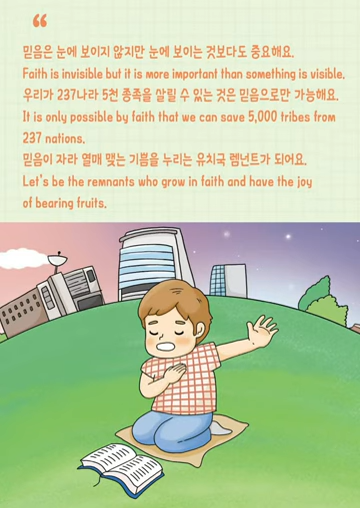 “
믿음은 눈에 보이지 않지만 눈에 보이는 것보다도 중요해요.
Faith is invisible but it is more important than something is visible.
우리가 237나라 5천 종족을 살릴 수 있는 것은 믿음으로만 가능해요.
It is only possible by faith that we can save 5,000 tribes from
237 nations.
믿음이 자라 열매 맺는 기쁨을 누리는 유치국 렘넌트가 되어요.
Let's be the remnants who grow in faith and have the joy
of bearing fruits.